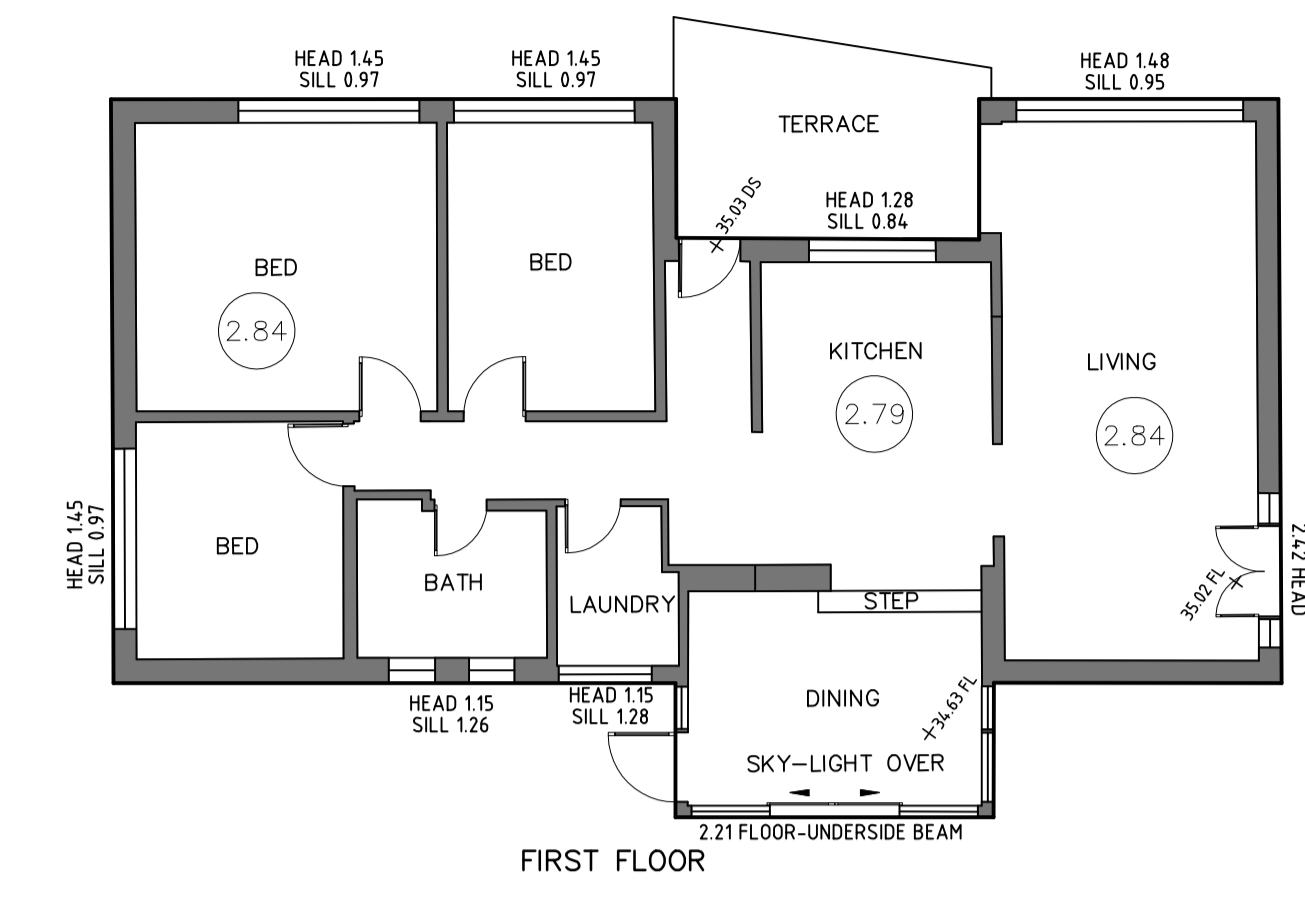 HEAD 1.45
SILL 0.97
HEAD 1.45
SILL 0.97
HEAD 1.48
SILL 0.95
TERRACE
35.03 DS
HEAD 1.28
SILL 0.84
BED
2.84
BED
KITCHEN
2.79
LIVING
2.84
HEAD 1.45
SILL 0.97
BED
BATH
LAUNDRY
STEP
35.02 FL
2.42 HEAD
HEAD 1.15
SILL 1.26
HEAD 1.15
SILL 1.28
DINING
34.63 FL
SKY-LIGHT OVER
2.21 FLOOR-UNDERSIDE BEAM
FIRST FLOOR